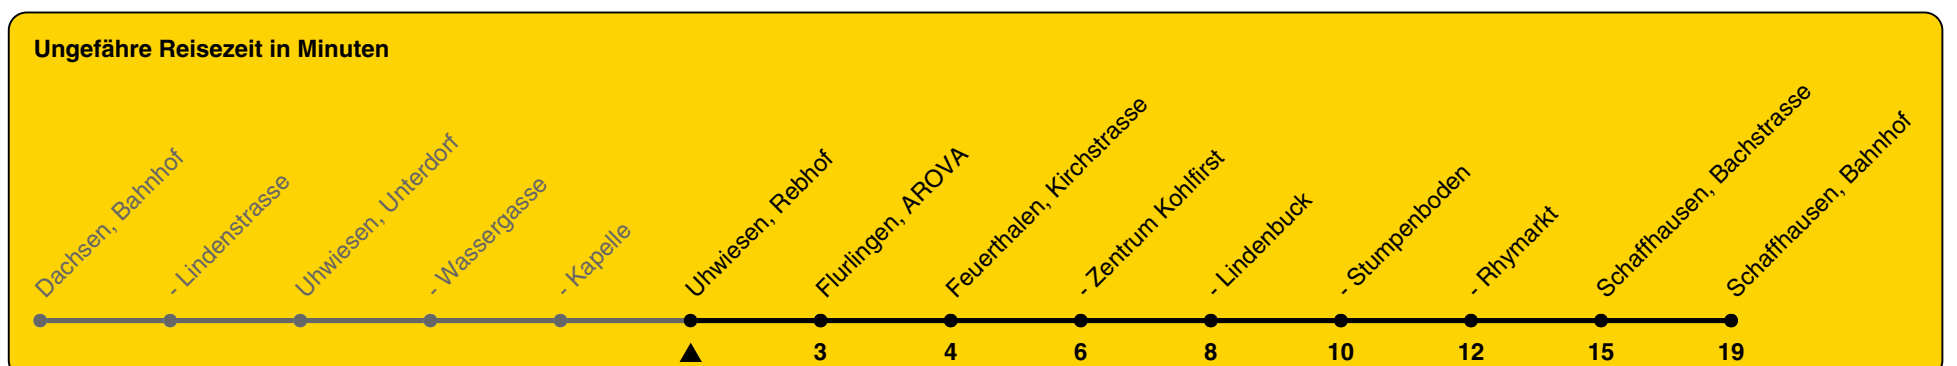 Ungefähre Reisezeit in Minuten
Dachsen, Bahnhof
- Lindenstrasse
Uhwiesen, Unterdorf
- Wassergasse
- Kapelle
Uhwiesen, Rebhof
Flurlingen, AROVA
Feuerthalen, Kirchstrasse
- Zentrum Kohlfirst
- Lindenbuck
- Stumpenboden
- Rhymarkt
Schaffhausen, Bachstrasse
Schaffhausen, Bahnhof
3 4 6 8 10 12 15 19